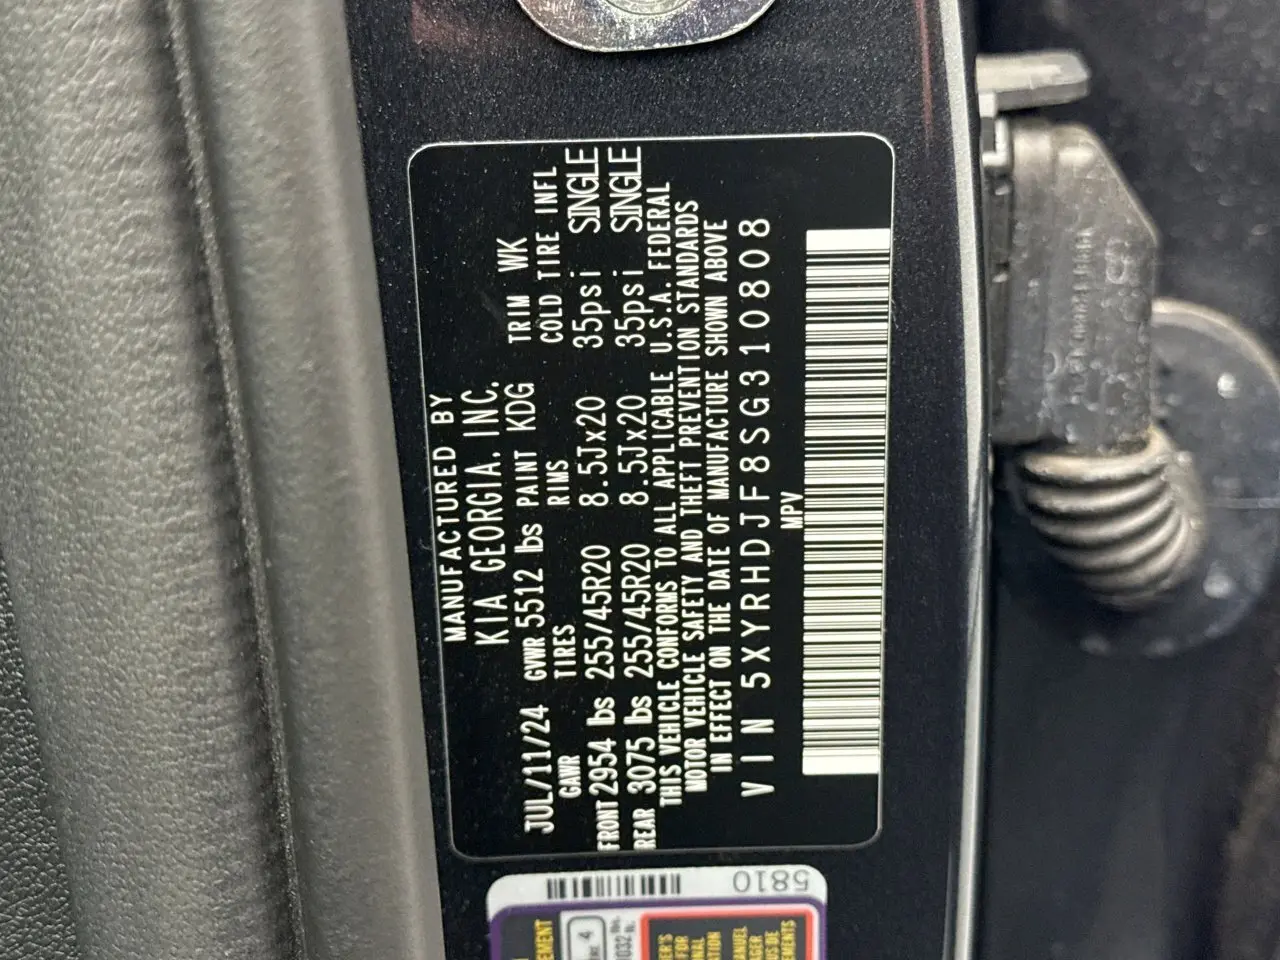 MANUFACTURED BY
KIA GEORGIA. INC.
JUL/11/24 GVWR 5512 lbs PAINT KDG TRIM WK
GAWR TIRES RIMS COLD TIRE INFL
FRONT 2954 lbs 255/45R20 8.5Jx20 35psi SINGLE
REAR 3075 lbs 255/45R20 8.5Jx20 35psi SINGLE
THIS VEHICLE CONFORMS TO ALL APPLICABLE U.S.A. FEDERAL
MOTOR VEHICLE SAFETY AND THEFT PREVENTION STANDARDS
IN EFFECT ON THE DATE OF MANUFACTURE SHOWN ABOVE
VIN 5XYRHDJF8SG310808
MPV
5810